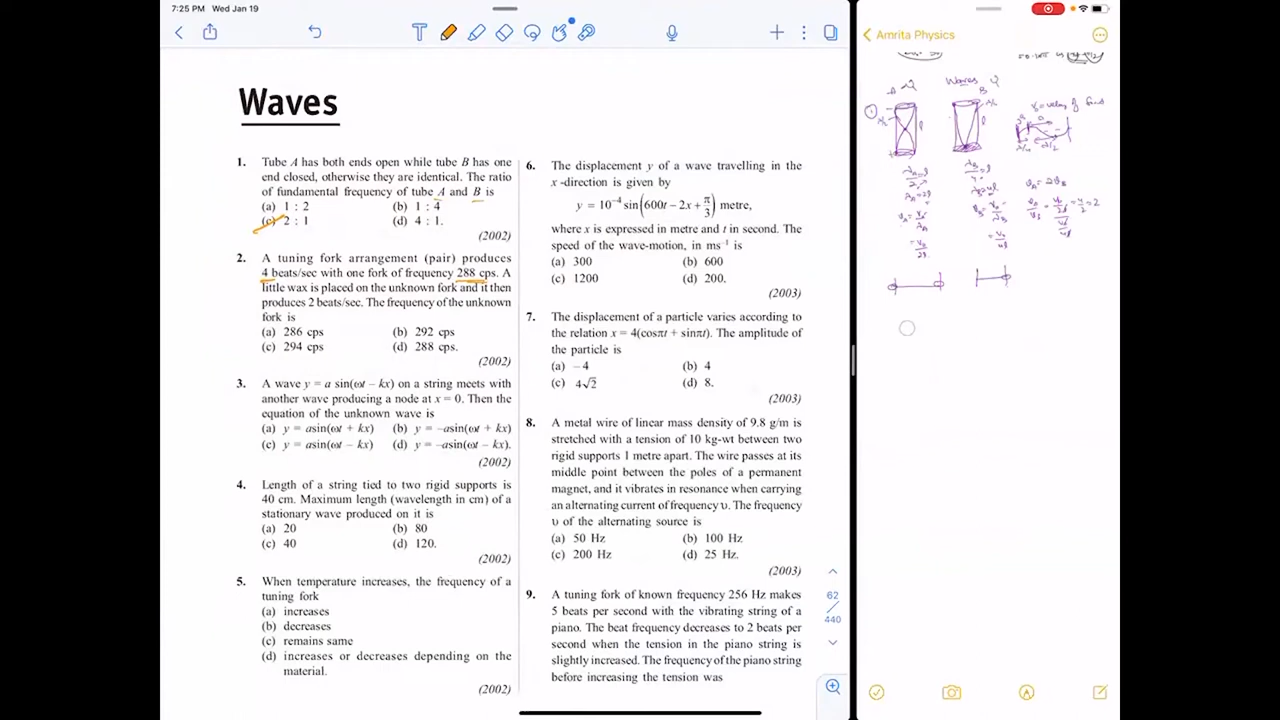 7:25 PM Wed Jan 19
Amrita Physics
Waves
1. Tube A has both ends open while tube B has one
end closed, otherwise they are identical. The ratio
of fundamental frequency of tube A and B is
(a) 1 : 2 (b) 1 : 4
(c) 2 : 1 (d) 4 : 1.
(2002)
2. A tuning fork arrangement (pair) produces
4 beats/sec with one fork of frequency 288 cps. A
little wax is placed on the unknown fork and it then
produces 2 beats/sec. The frequency of the unknown
fork is
(a) 286 cps (b) 292 cps
(c) 294 cps (d) 288 cps.
(2002)
3. A wave y = a sin(ωt – kx) on a string meets with
another wave producing a node at x = 0. Then the
equation of the unknown wave is
(a) y = asin(ωt + kx) (b) y = –asin(ωt + kx)
(c) y = asin(ωt – kx) (d) y = –asin(ωt – kx).
(2002)
4. Length of a string tied to two rigid supports is
40 cm. Maximum length (wavelength in cm) of a
stationary wave produced on it is
(a) 20 (b) 80
(c) 40 (d) 120.
(2002)
5. When temperature increases, the frequency of a
tuning fork
(a) increases
(b) decreases
(c) remains same
(d) increases or decreases depending on the
material.
(2002)
6. The displacement y of a wave travelling in the
x -direction is given by
y = 10⁻⁴ sin(600t – 2x + π/3) metre,
where x is expressed in metre and t in second. The
speed of the wave-motion, in ms⁻¹ is
(a) 300 (b) 600
(c) 1200 (d) 200.
(2003)
7. The displacement of a particle varies according to
the relation x = 4(cosπt + sinπt). The amplitude of
the particle is
(a) – 4 (b) 4
(c) 4√2 (d) 8.
(2003)
8. A metal wire of linear mass density of 9.8 g/m is
stretched with a tension of 10 kg-wt between two
rigid supports 1 metre apart. The wire passes at its
middle point between the poles of a permanent
magnet, and it vibrates in resonance when carrying
an alternating current of frequency υ. The frequency
υ of the alternating source is
(a) 50 Hz (b) 100 Hz
(c) 200 Hz (d) 25 Hz.
(2003)
9. A tuning fork of known frequency 256 Hz makes
5 beats per second with the vibrating string of a
piano. The beat frequency decreases to 2 beats per
second when the tension in the piano string is
slightly increased. The frequency of the piano string
before increasing the tension was
62
440
Waves
A
B